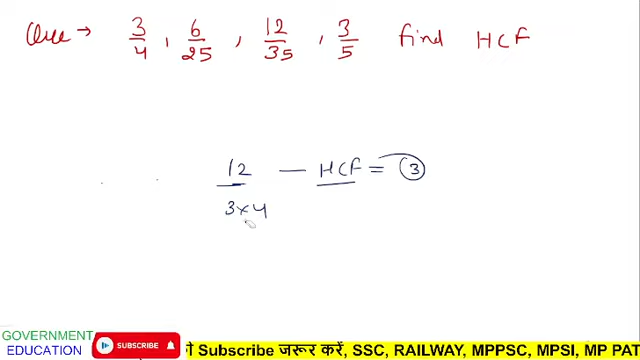 Que → 3/4 , 6/25 , 12/35 , 3/5 find HCF
12 — HCF = 3
3×4
GOVERNMENT
EDUCATION
SUBSCRIBE
को Subscribe जरूर करें, SSC, RAILWAY, MPPSC, MPSI, MP PAT